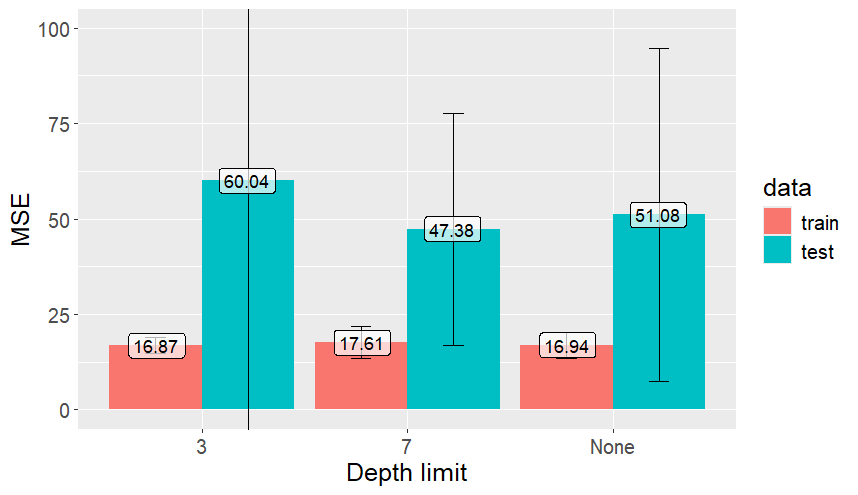 100
75
50
25
0
MSE
60.04
47.38
51.08
16.87
17.61
16.94
3
7
None
Depth limit
data
train
test